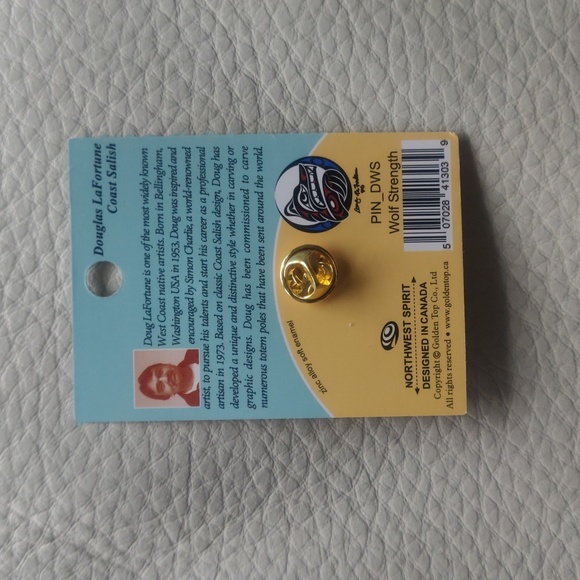 Douglas LaFortune
Coast Salish
Doug LaFortune is one of the most widely known
West Coast native artists. Born in Bellingham,
Washington USA in 1953, Doug was inspired and
encouraged by Simon Charlie, a world-renowned
artist, to pursue his talents and start his career as a professional
artisan in 1973. Based on classic Coast Salish design, Doug has
developed a unique and distinctive style whether in carving or
graphic designs. Doug has been commissioned to carve
numerous totem poles that have been sent around the world.
zinc alloy soft enamel
PIN_DWS
Wolf Strength
5 07028 41303 9
NORTHWEST SPIRIT
DESIGNED IN CANADA
Copyright © Golden Top Co., Ltd
All rights reserved • www.goldentop.ca